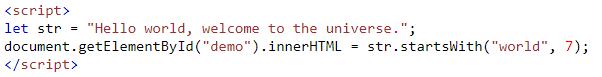 <script>
let str = "Hello world, welcome to the universe.";
document.getElementById("demo").innerHTML = str.startsWith("world", 7);
</script>